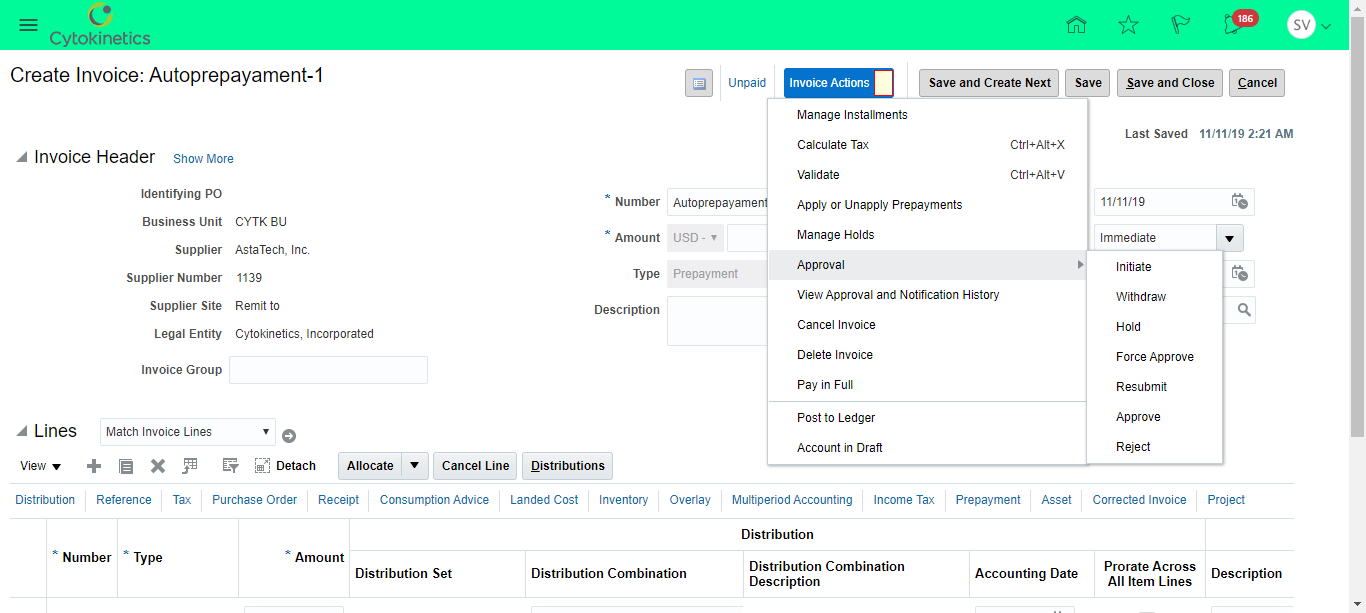 Cytokinetics
186
SV
Create Invoice: Autoprepayament-1
Unpaid
Invoice Actions
Save and Create Next
Save
Save and Close
Cancel
Last Saved 11/11/19 2:21 AM
Invoice Header
Show More
Identifying PO
Business Unit CYTK BU
Supplier AstaTech, Inc.
Supplier Number 1139
Supplier Site Remit to
Legal Entity Cytokinetics, Incorporated
Invoice Group
* Number Autoprepayament
* Amount USD -
Type Prepayment
Description
11/11/19
Immediate
Manage Installments
Calculate Tax Ctrl+Alt+X
Validate Ctrl+Alt+V
Apply or Unapply Prepayments
Manage Holds
Approval
View Approval and Notification History
Cancel Invoice
Delete Invoice
Pay in Full
Post to Ledger
Account in Draft
Initiate
Withdraw
Hold
Force Approve
Resubmit
Approve
Reject
Lines
Match Invoice Lines
View
Detach
Allocate
Cancel Line
Distributions
Distribution
Reference
Tax
Purchase Order
Receipt
Consumption Advice
Landed Cost
Inventory
Overlay
Multiperiod Accounting
Income Tax
Prepayment
Asset
Corrected Invoice
Project
* Number
* Type
* Amount
Distribution
Distribution Set
Distribution Combination
Distribution Combination
Description
Accounting Date
Prorate Across
All Item Lines
Description